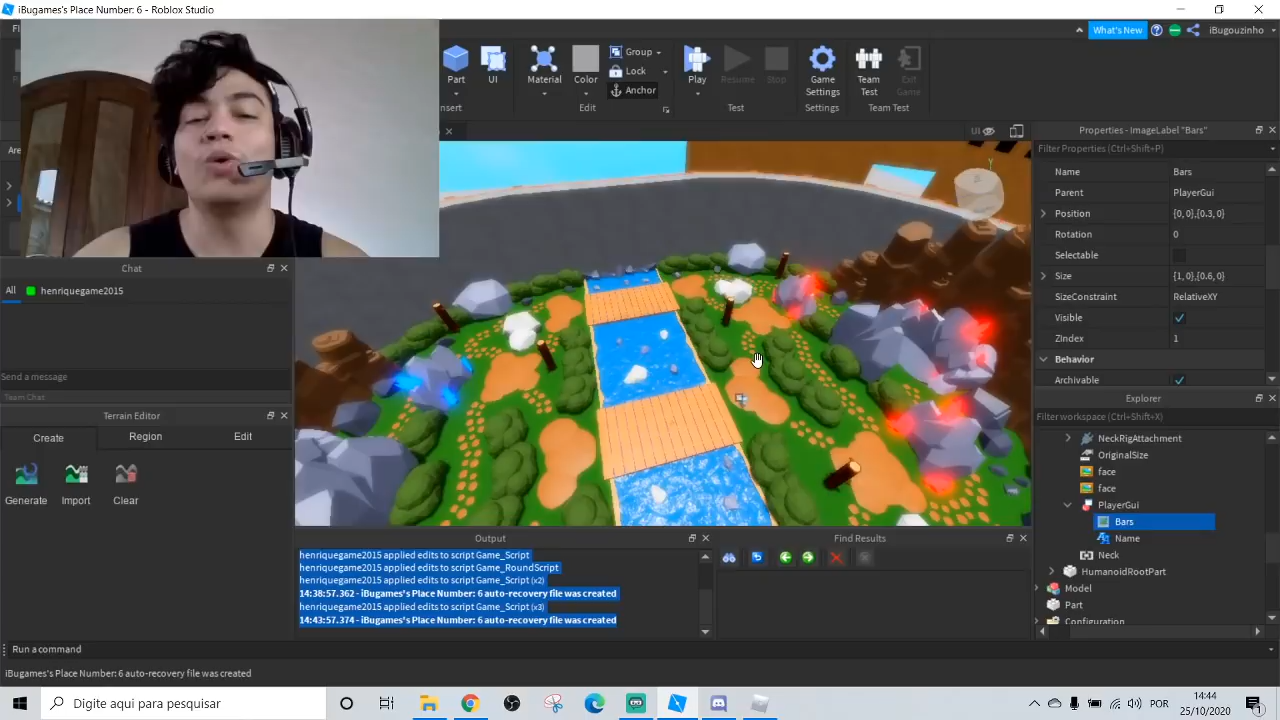 iBugames's Place Number: 6 - Roblox Studio
What's New
iBugouzinho
Part
UI
Material
Color
Group
Lock
Anchor
Play
Resume
Stop
Game Settings
Team Test
Exit Game
Edit
Test
Settings
Team Test
UI
Properties - ImageLabel "Bars"
Filter Properties (Ctrl+Shift+P)
Name Bars
Parent PlayerGui
Position {0, 0},{0.3, 0}
Rotation 0
Selectable
Size {1, 0},{0.6, 0}
SizeConstraint RelativeXY
Visible
ZIndex 1
Behavior
Archivable
Chat
All henriquegame2015
Send a message
Team Chat
Terrain Editor
Create Region Edit
Generate Import Clear
Output
henriquegame2015 applied edits to script Game_Script
henriquegame2015 applied edits to script Game_RoundScript
henriquegame2015 applied edits to script Game_Script (x2)
14:38:57.362 - iBugames's Place Number: 6 auto-recovery file was created
henriquegame2015 applied edits to script Game_Script (x3)
14:43:57.374 - iBugames's Place Number: 6 auto-recovery file was created
Find Results
Explorer
Filter workspace (Ctrl+Shift+X)
NeckRigAttachment
OriginalSize
face
face
PlayerGui
Bars
Name
Neck
HumanoidRootPart
Model
Part
Configuration
Run a command
iBugames's Place Number: 6 auto-recovery file was created
Digite aqui para pesquisar
POR
14:44
25/10/2020